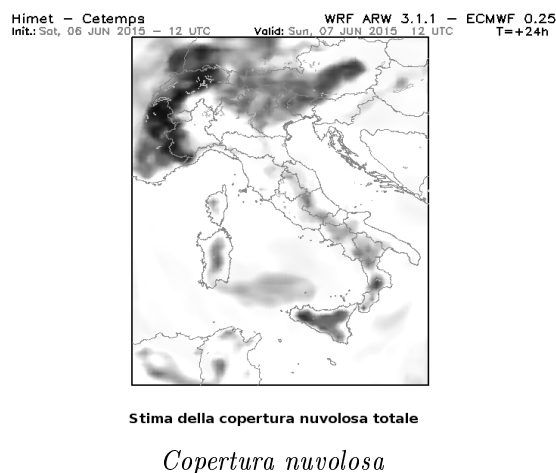 Himet – Cetemps WRF ARW 3.1.1 – ECMWF 0.25
Init.: Sat, 06 JUN 2015 – 12 UTC Valid: Sun, 07 JUN 2015 12 UTC T=+24h
Stima della copertura nuvolosa totale
Copertura nuvolosa